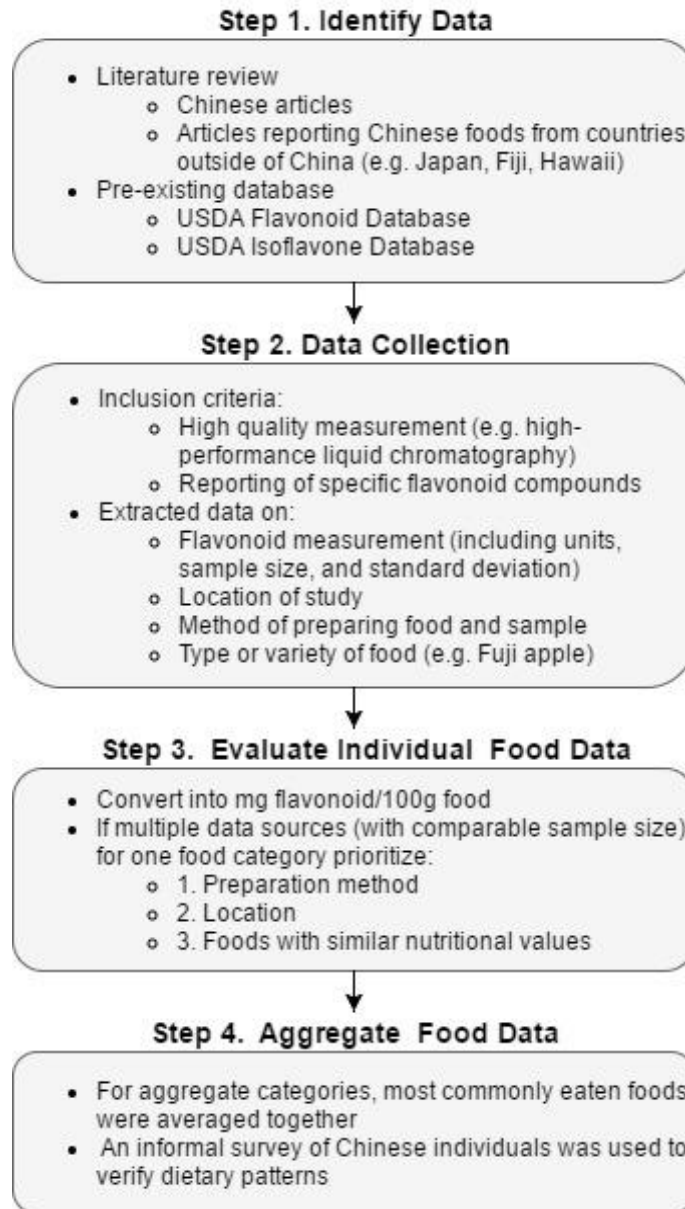 Step 1. Identify Data
• Literature review
o Chinese articles
o Articles reporting Chinese foods from countries
outside of China (e.g. Japan, Fiji, Hawaii)
• Pre-existing database
o USDA Flavonoid Database
o USDA Isoflavone Database
Step 2. Data Collection
• Inclusion criteria:
o High quality measurement (e.g. high-
performance liquid chromatography)
o Reporting of specific flavonoid compounds
• Extracted data on:
o Flavonoid measurement (including units,
sample size, and standard deviation)
o Location of study
o Method of preparing food and sample
o Type or variety of food (e.g. Fuji apple)
Step 3. Evaluate Individual Food Data
• Convert into mg flavonoid/100g food
• If multiple data sources (with comparable sample size)
for one food category prioritize:
o 1. Preparation method
o 2. Location
o 3. Foods with similar nutritional values
Step 4. Aggregate Food Data
• For aggregate categories, most commonly eaten foods
were averaged together
• An informal survey of Chinese individuals was used to
verify dietary patterns